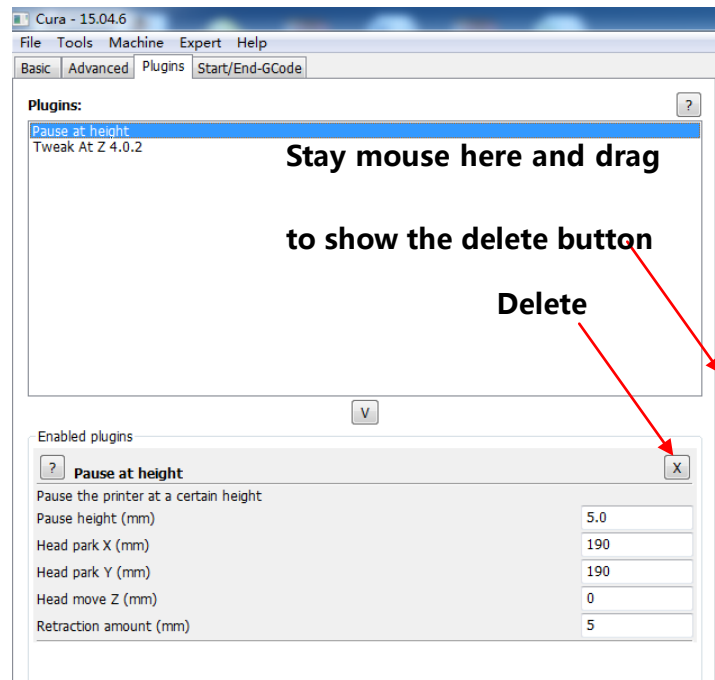 Cura - 15.04.6
File Tools Machine Expert Help
Basic Advanced Plugins Start/End-GCode
Plugins: ?
Pause at height
Tweak At Z 4.0.2
Stay mouse here and drag
to show the delete button
Delete
V
Enabled plugins
? Pause at height X
Pause the printer at a certain height
Pause height (mm) 5.0
Head park X (mm) 190
Head park Y (mm) 190
Head move Z (mm) 0
Retraction amount (mm) 5